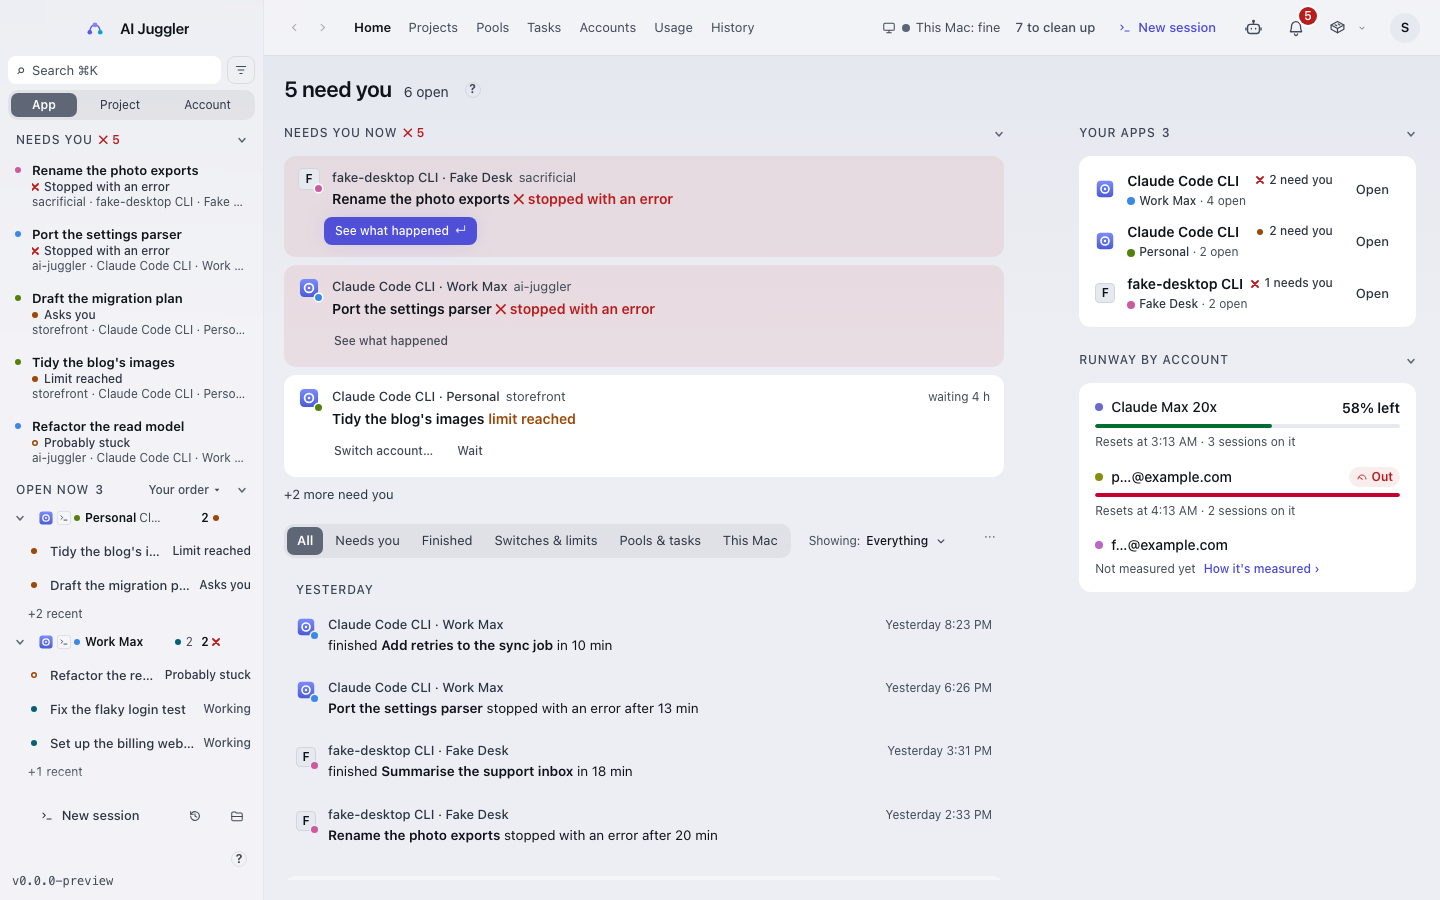 AI Juggler
Search ⌘K
App Project Account
NEEDS YOU 5
Rename the photo exports
Stopped with an error
sacrificial · fake-desktop CLI · Fake ...
Port the settings parser
Stopped with an error
ai-juggler · Claude Code CLI · Work ...
Draft the migration plan
Asks you
storefront · Claude Code CLI · Perso...
Tidy the blog's images
Limit reached
storefront · Claude Code CLI · Perso...
Refactor the read model
Probably stuck
ai-juggler · Claude Code CLI · Work ...
OPEN NOW 3 Your order
Personal Cl... 2
Tidy the blog's i... Limit reached
Draft the migration p... Asks you
+2 recent
Work Max 2 2
Refactor the re... Probably stuck
Fix the flaky login test Working
Set up the billing web... Working
+1 recent
New session
?
v0.0.0-preview
Home Projects Pools Tasks Accounts Usage History
This Mac: fine 7 to clean up New session 5 S
5 need you 6 open ?
NEEDS YOU NOW 5
F fake-desktop CLI · Fake Desk sacrificial
Rename the photo exports stopped with an error
See what happened
Claude Code CLI · Work Max ai-juggler
Port the settings parser stopped with an error
See what happened
Claude Code CLI · Personal storefront waiting 4 h
Tidy the blog's images limit reached
Switch account... Wait
+2 more need you
All Needs you Finished Switches & limits Pools & tasks This Mac Showing: Everything ...
YESTERDAY
Claude Code CLI · Work Max Yesterday 8:23 PM
finished Add retries to the sync job in 10 min
Claude Code CLI · Work Max Yesterday 6:26 PM
Port the settings parser stopped with an error after 13 min
F fake-desktop CLI · Fake Desk Yesterday 3:31 PM
finished Summarise the support inbox in 18 min
F fake-desktop CLI · Fake Desk Yesterday 2:33 PM
Rename the photo exports stopped with an error after 20 min
YOUR APPS 3
Claude Code CLI 2 need you Open
Work Max · 4 open
Claude Code CLI 2 need you Open
Personal · 2 open
F fake-desktop CLI 1 needs you Open
Fake Desk · 2 open
RUNWAY BY ACCOUNT
Claude Max 20x 58% left
Resets at 3:13 AM · 3 sessions on it
p...@example.com Out
Resets at 4:13 AM · 2 sessions on it
f...@example.com
Not measured yet How it's measured ›